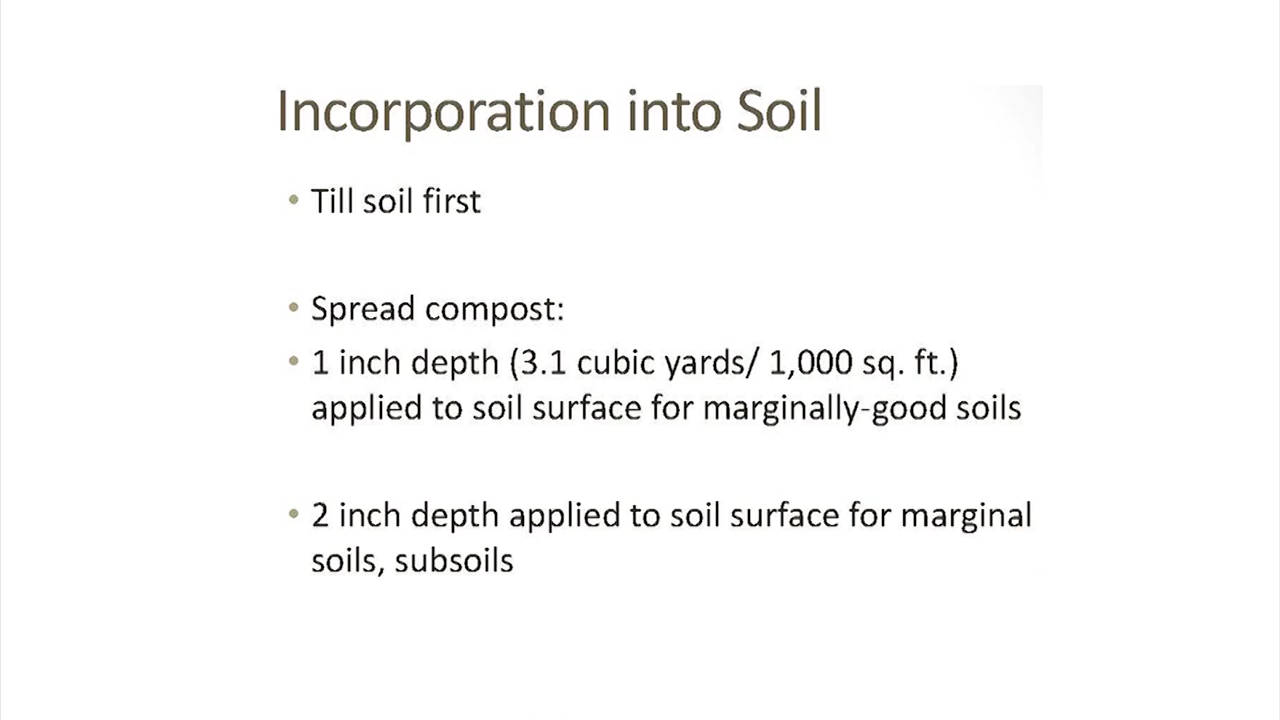 Incorporation into Soil
• Till soil first
• Spread compost:
• 1 inch depth (3.1 cubic yards/ 1,000 sq. ft.)
applied to soil surface for marginally-good soils
• 2 inch depth applied to soil surface for marginal
soils, subsoils